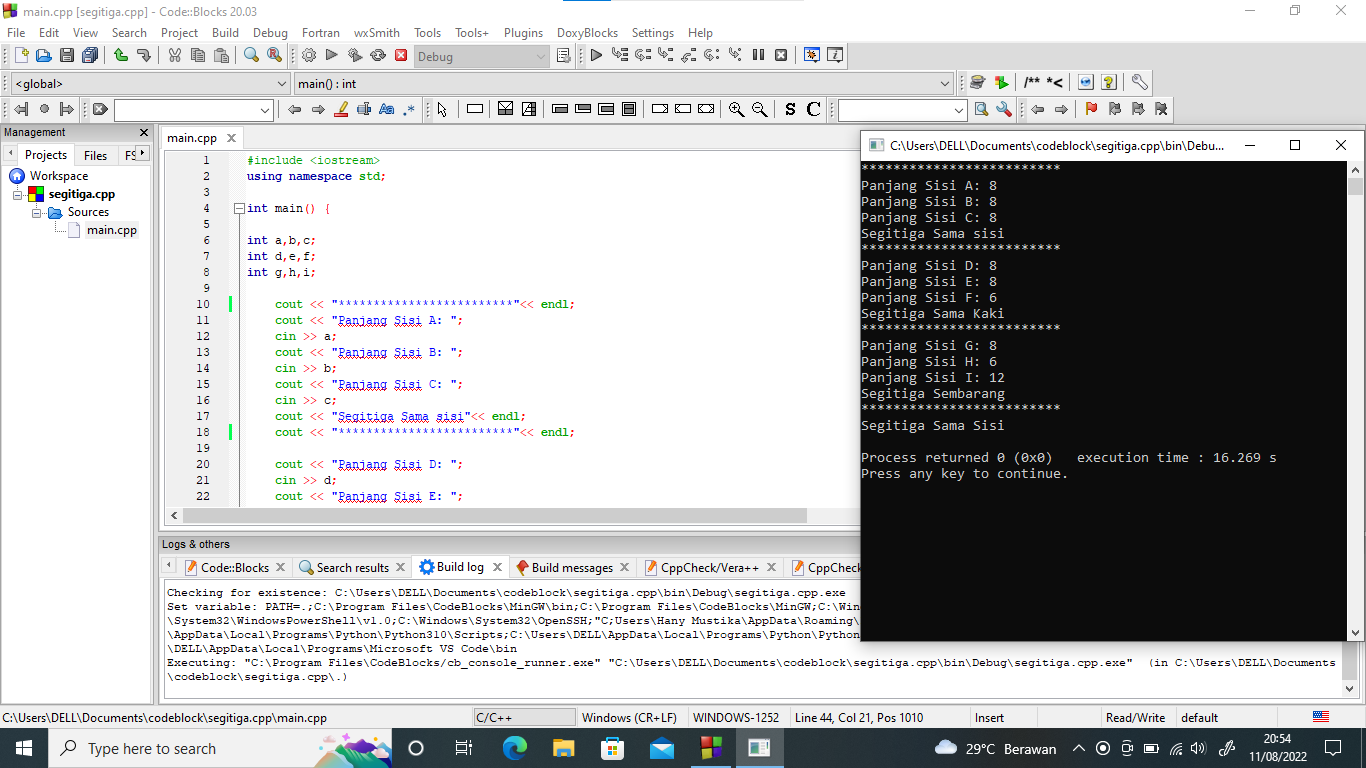 main.cpp [segitiga.cpp] - Code::Blocks 20.03
File Edit View Search Project Build Debug Fortran wxSmith Tools Tools+ Plugins DoxyBlocks Settings Help
Debug
<global>
main() : int
/** *<
Aa .*
S C
Management
Projects Files FS
Workspace
segitiga.cpp
Sources
main.cpp
main.cpp
1 #include <iostream>
2 using namespace std;
3
4 int main() {
5
6 int a,b,c;
7 int d,e,f;
8 int g,h,i;
9
10 cout << "*************************"<< endl;
11 cout << "Panjang Sisi A: ";
12 cin >> a;
13 cout << "Panjang Sisi B: ";
14 cin >> b;
15 cout << "Panjang Sisi C: ";
16 cin >> c;
17 cout << "Segitiga Sama sisi"<< endl;
18 cout << "*************************"<< endl;
19
20 cout << "Panjang Sisi D: ";
21 cin >> d;
22 cout << "Panjang Sisi E: ";
C:\Users\DELL\Documents\codeblock\segitiga.cpp\bin\Debu...
*************************
Panjang Sisi A: 8
Panjang Sisi B: 8
Panjang Sisi C: 8
Segitiga Sama sisi
*************************
Panjang Sisi D: 8
Panjang Sisi E: 8
Panjang Sisi F: 6
Segitiga Sama Kaki
*************************
Panjang Sisi G: 8
Panjang Sisi H: 6
Panjang Sisi I: 12
Segitiga Sembarang
*************************
Segitiga Sama Sisi
Process returned 0 (0x0) execution time : 16.269 s
Press any key to continue.
Logs & others
Code::Blocks Search results Build log Build messages CppCheck/Vera++ CppCheck
Checking for existence: C:\Users\DELL\Documents\codeblock\segitiga.cpp\bin\Debug\segitiga.cpp.exe
Set variable: PATH=.;C:\Program Files\CodeBlocks\MinGW\bin;C:\Program Files\CodeBlocks\MinGW;C:\Win
\System32\WindowsPowerShell\v1.0;C:\Windows\System32\OpenSSH;"C;Users\Hany Mustika\AppData\Roaming\
\AppData\Local\Programs\Python\Python310\Scripts;C:\Users\DELL\AppData\Local\Programs\Python\Python
\DELL\AppData\Local\Programs\Microsoft VS Code\bin
Executing: "C:\Program Files\CodeBlocks/cb_console_runner.exe" "C:\Users\DELL\Documents\codeblock\segitiga.cpp\bin\Debug\segitiga.cpp.exe" (in C:\Users\DELL\Documents
\codeblock\segitiga.cpp\.)
C:\Users\DELL\Documents\codeblock\segitiga.cpp\main.cpp C/C++ Windows (CR+LF) WINDOWS-1252 Line 44, Col 21, Pos 1010 Insert Read/Write default
Type here to search
29°C Berawan
20:54
11/08/2022